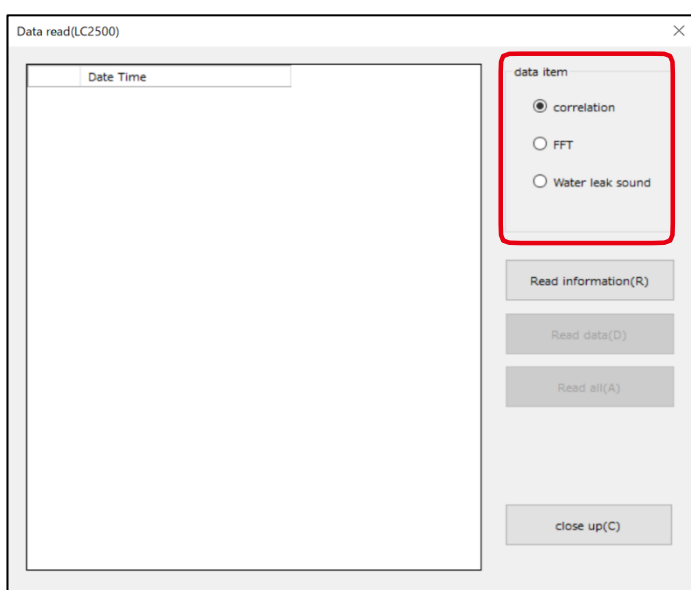 Data read(LC2500)
Date Time
data item
correlation
FFT
Water leak sound
Read information(R)
Read data(D)
Read all(A)
close up(C)